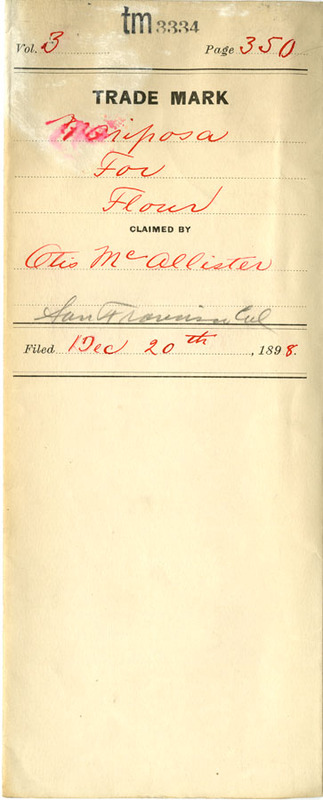 tm 3334
Vol. 3 Page 350
TRADE MARK
Mariposa
For
Flour
CLAIMED BY
Otis McAllister
San Francisco Cal
Filed Dec 20th, 1898.